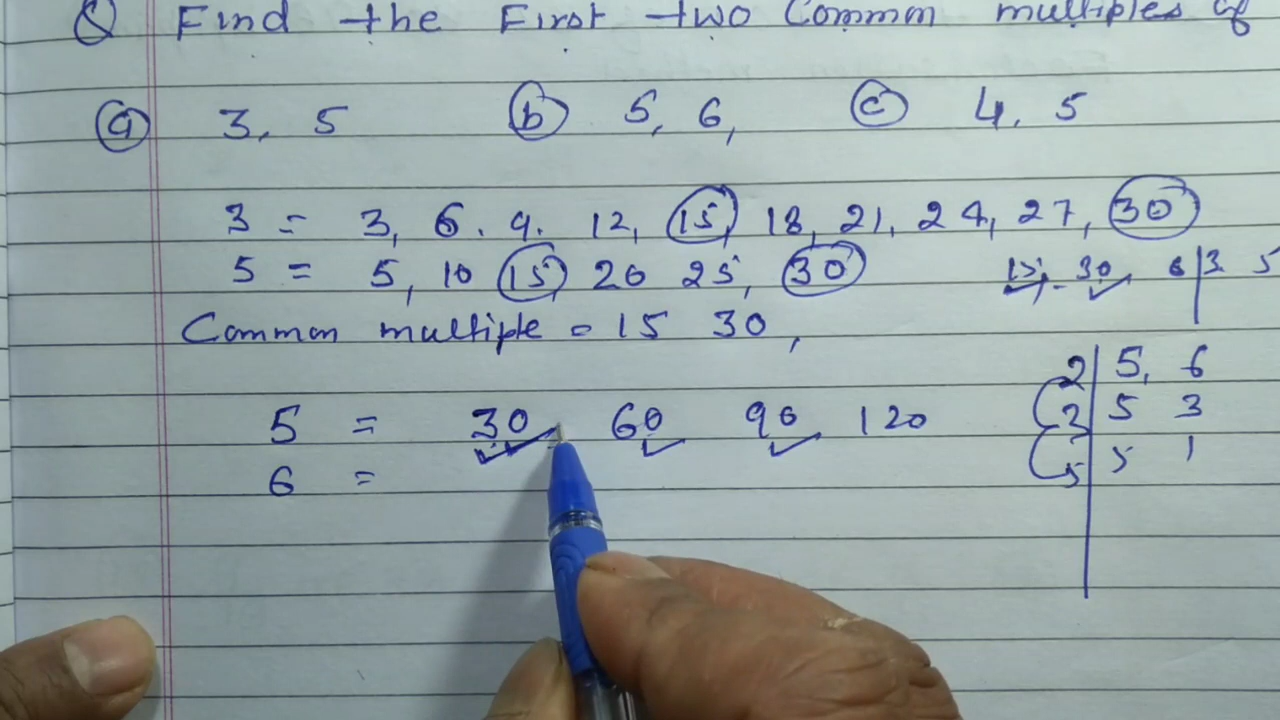 Q Find the First two Common multiples of
(a) 3, 5 (b) 5, 6, (c) 4, 5
3 = 3, 6. 9. 12, 15, 18, 21, 24, 27, 30
5 = 5, 10 15 20 25, 30
15, 30 6 3 5
Common multiple = 15 30,
2 5, 6
3 5 3
5 5 1
5 = 30 60 90 120
6 =